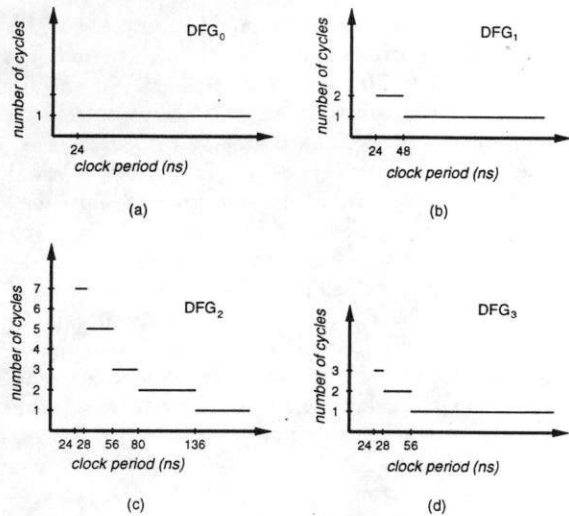 DFG0
number of cycles
1
24
clock period (ns)
(a)
DFG1
number of cycles
2
1
24 48
clock period (ns)
(b)
DFG2
number of cycles
7
6
5
4
3
2
1
24 28 56 80 136
clock period (ns)
(c)
DFG3
number of cycles
3
2
1
24 28 56
clock period (ns)
(d)